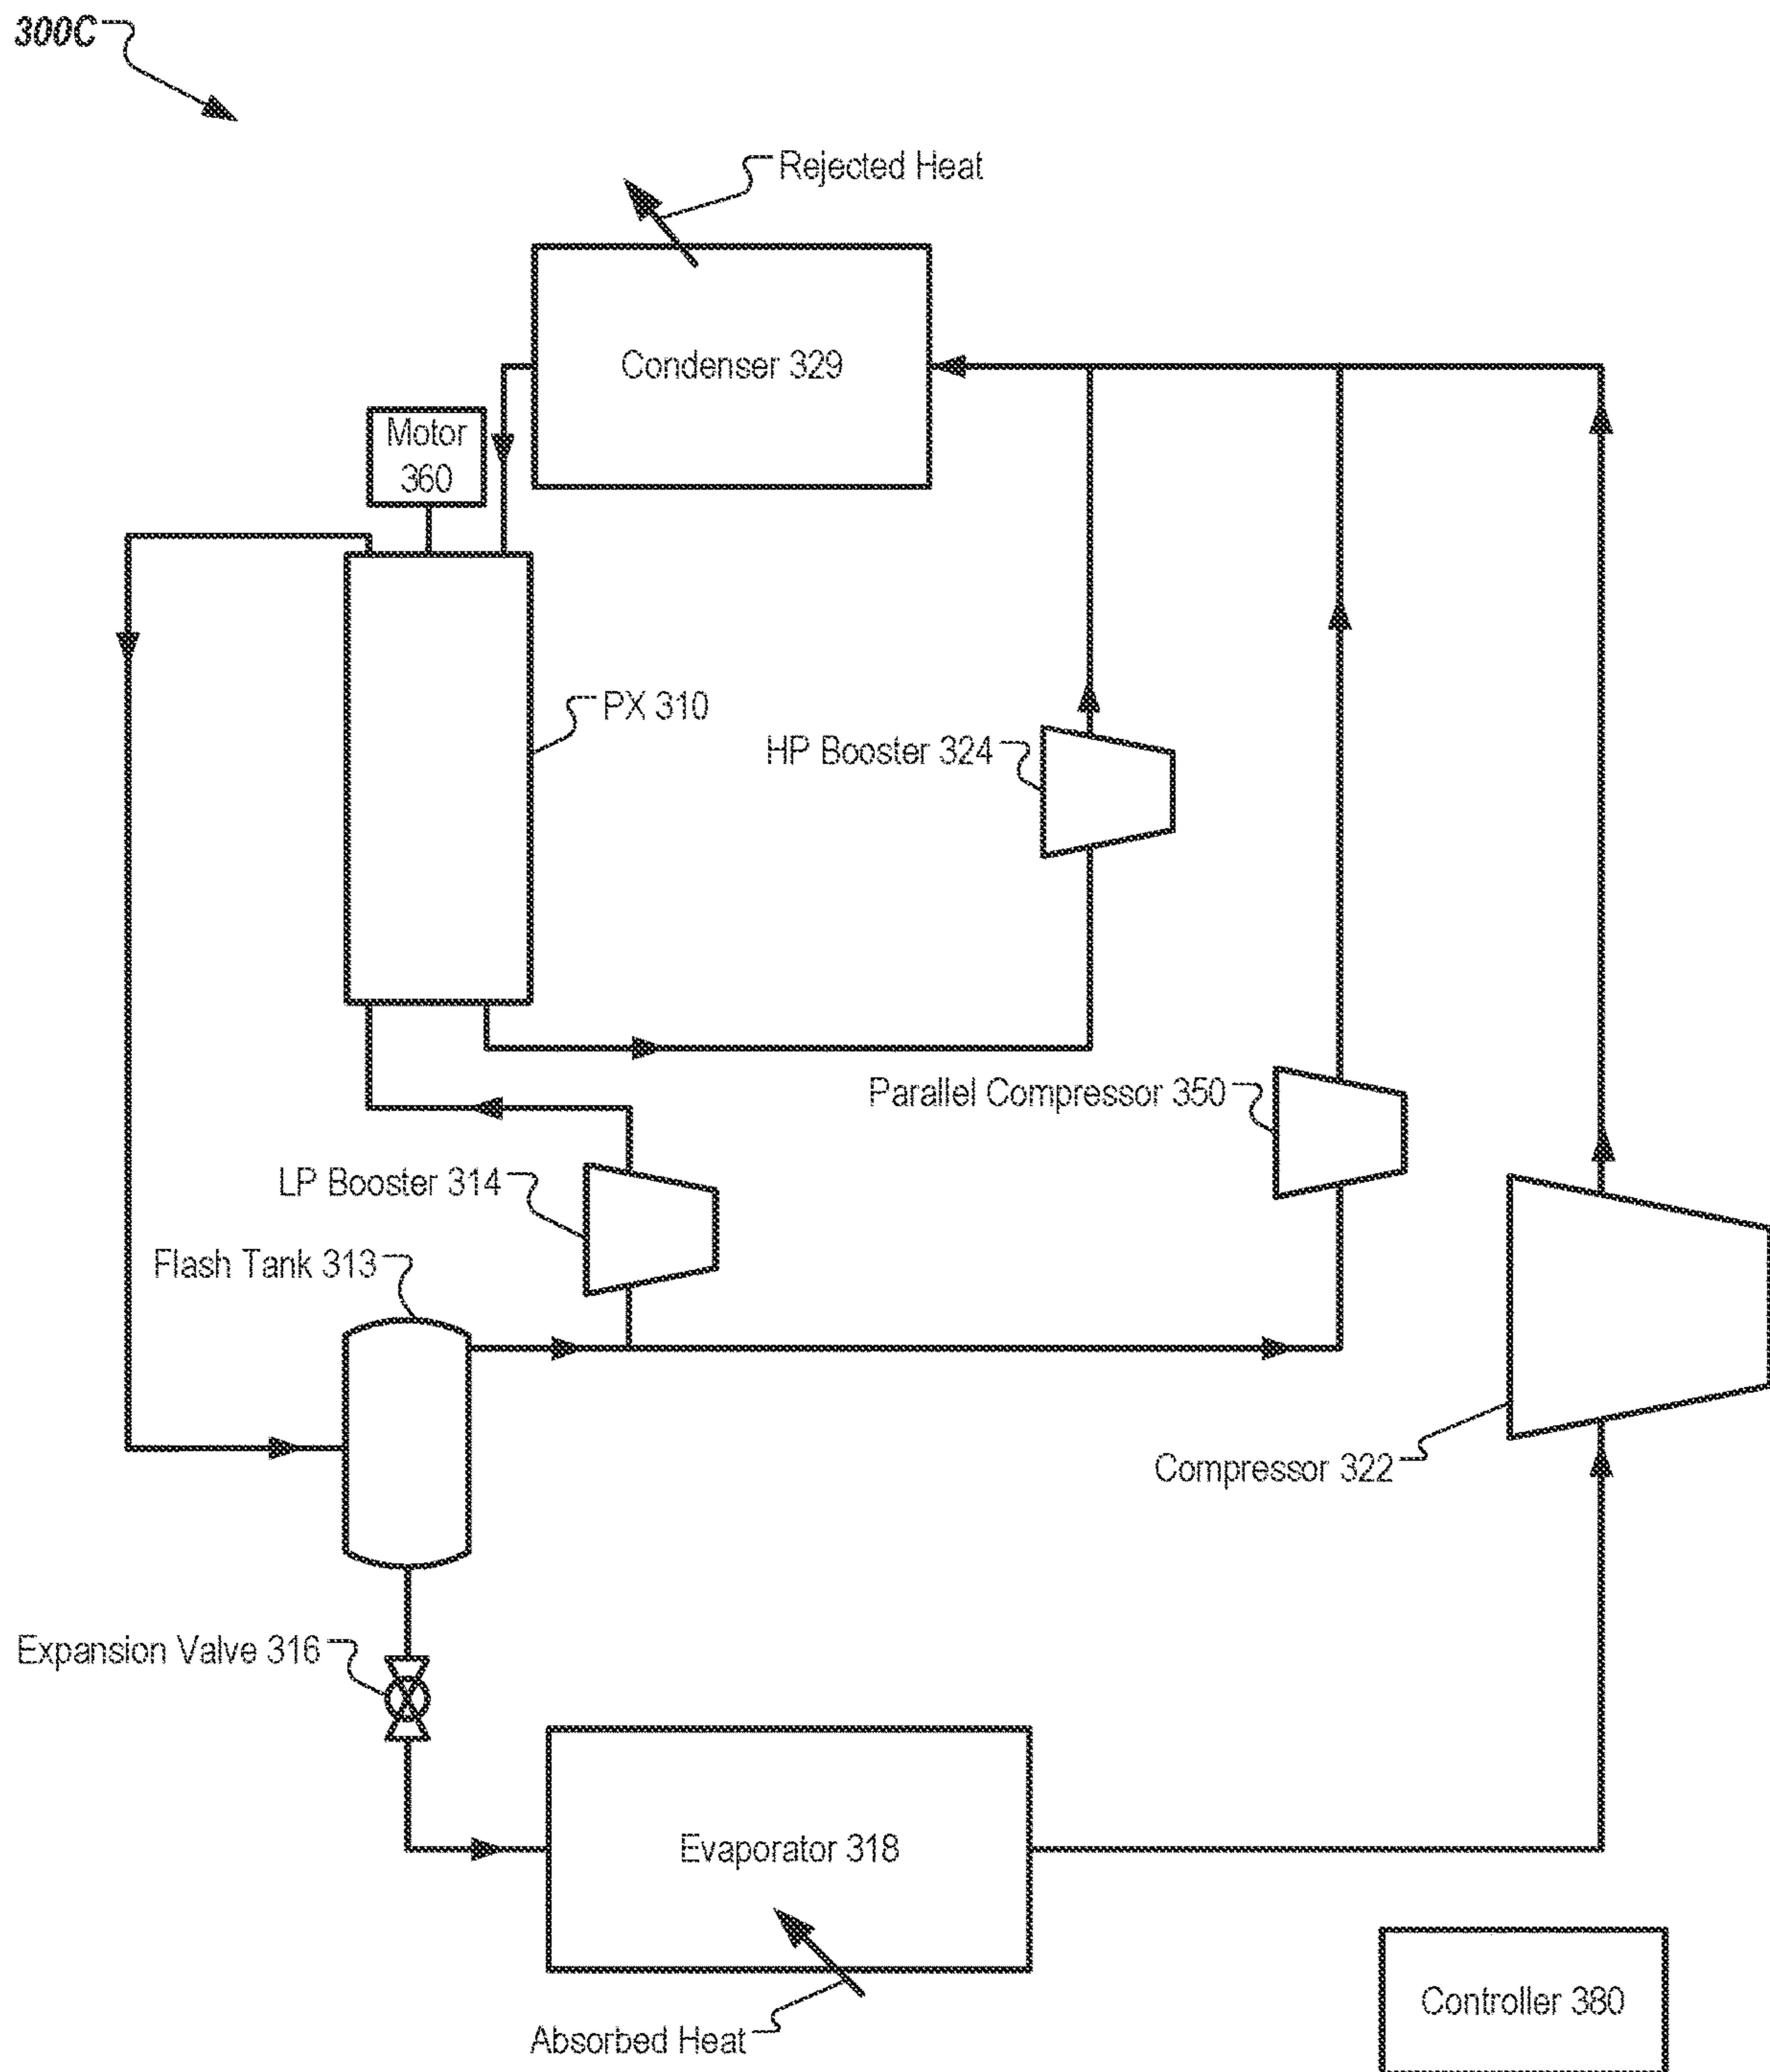 300C
Rejected Heat
Condenser 329
Motor
360
PX 310
HP Booster 324
Parallel Compressor 350
LP Booster 314
Flash Tank 313
Compressor 322
Expansion Valve 316
Evaporator 318
Controller 380
Absorbed Heat